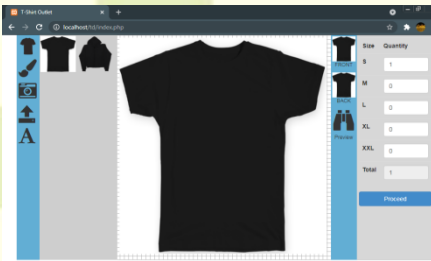 T-Shirt Outlet
localhost/td/index.php
A
FRONT
BACK
Preview
Size Quantity
S 1
M 0
L 0
XL 0
XXL 0
Total 1
Proceed